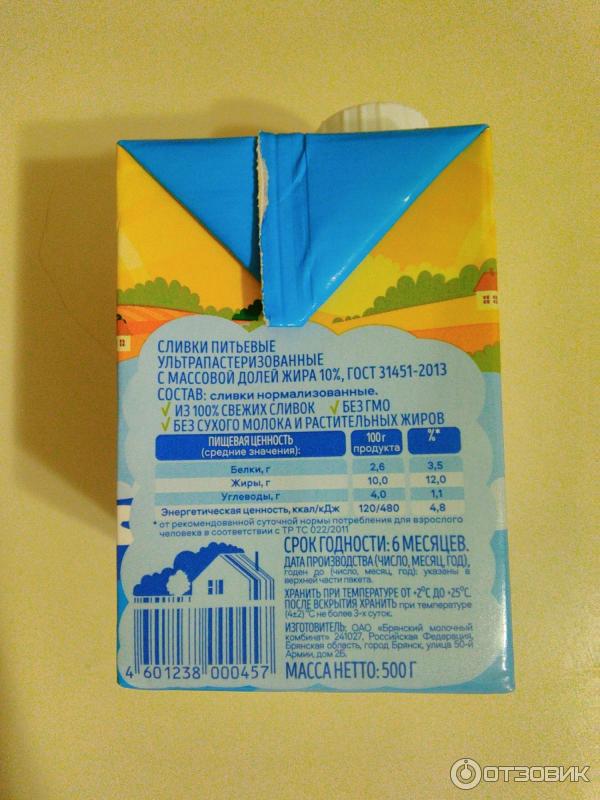 СЛИВКИ ПИТЬЕВЫЕ
УЛЬТРАПАСТЕРИЗОВАННЫЕ
С МАССОВОЙ ДОЛЕЙ ЖИРА 10%, ГОСТ 31451-2013
СОСТАВ: сливки нормализованные.
✓ ИЗ 100% СВЕЖИХ СЛИВОК ✓ БЕЗ ГМО
✓ БЕЗ СУХОГО МОЛОКА И РАСТИТЕЛЬНЫХ ЖИРОВ
ПИЩЕВАЯ ЦЕННОСТЬ (средние значения): 100 г продукта %*
Белки, г 2,6 3,5
Жиры, г 10,0 12,0
Углеводы, г 4,0 1,1
Энергетическая ценность, ккал/кДж 120/480 4,8
* от рекомендованной суточной нормы потребления для взрослого
человека в соответствии с ТР ТС 022/2011
СРОК ГОДНОСТИ: 6 МЕСЯЦЕВ.
ДАТА ПРОИЗВОДСТВА (ЧИСЛО, МЕСЯЦ, ГОД),
годен до (число, месяц, год): указаны в
верхней части пакета.
ХРАНИТЬ ПРИ ТЕМПЕРАТУРЕ ОТ +2°С ДО +25°С.
ПОСЛЕ ВСКРЫТИЯ ХРАНИТЬ при температуре
(4±2) °С не более 3-х суток.
ИЗГОТОВИТЕЛЬ: ОАО «Брянский молочный
комбинат» 241027, Российская Федерация,
Брянская область, город Брянск, улица 50-й
Армии, дом 2Б.
МАССА НЕТТО: 500 Г
4 601238 000457
ОТЗОВИК